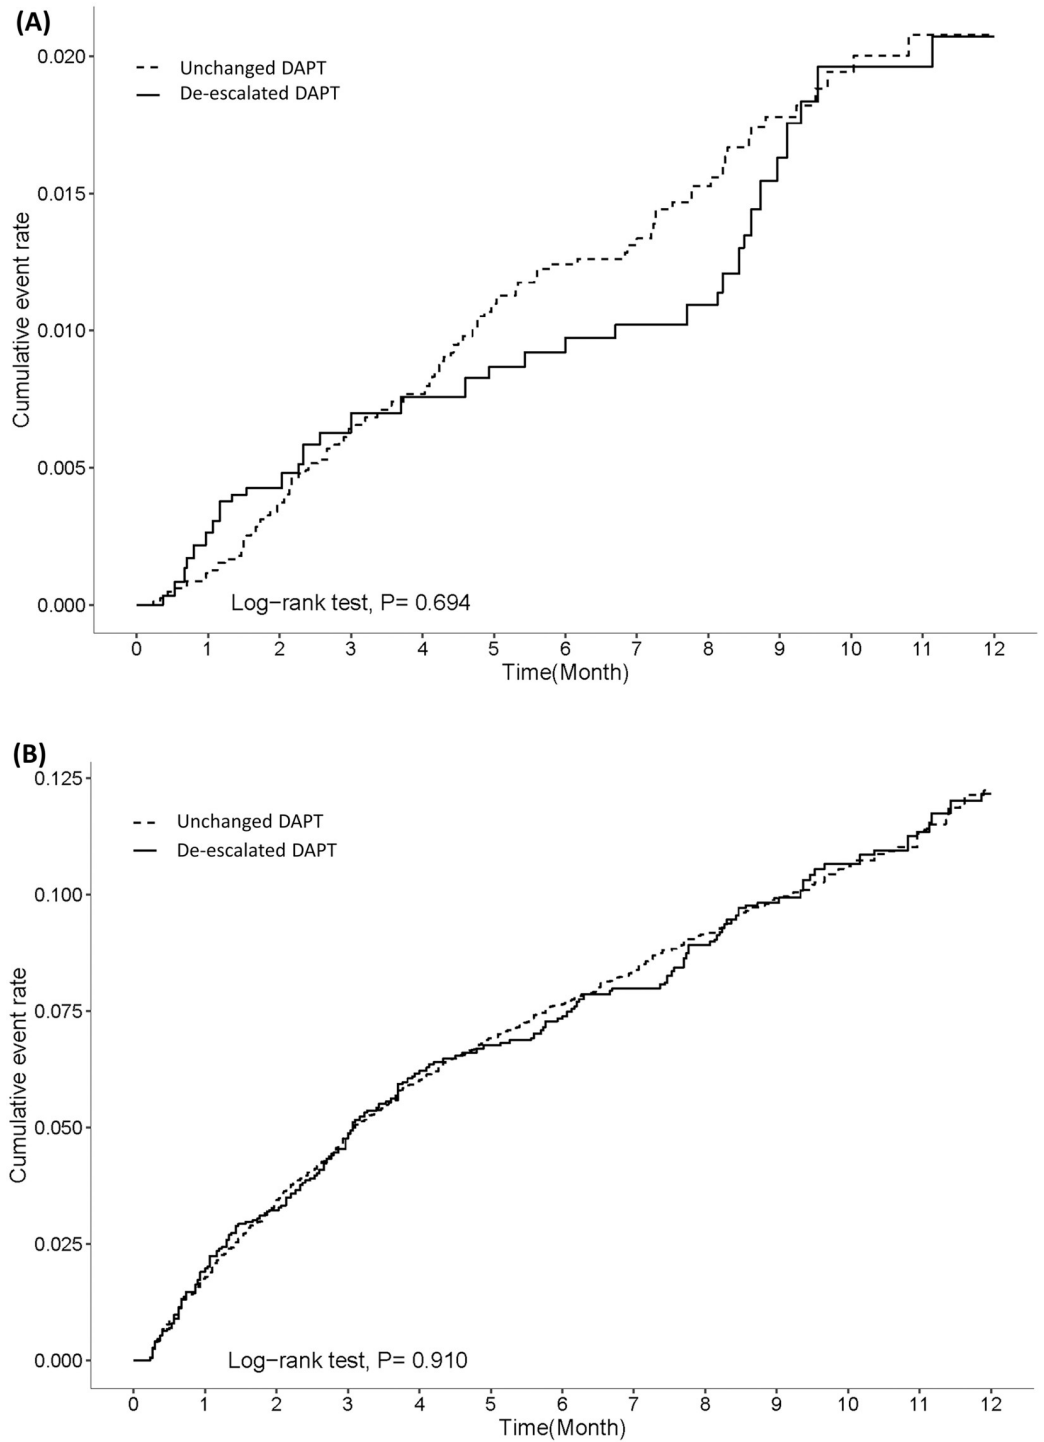 (A)
0.020
0.015
0.010
0.005
0.000
Cumulative event rate
Unchanged DAPT
De-escalated DAPT
Log-rank test, P= 0.694
0 1 2 3 4 5 6 7 8 9 10 11 12
Time(Month)
(B)
0.125
0.100
0.075
0.050
0.025
0.000
Cumulative event rate
Unchanged DAPT
De-escalated DAPT
Log-rank test, P= 0.910
0 1 2 3 4 5 6 7 8 9 10 11 12
Time(Month)